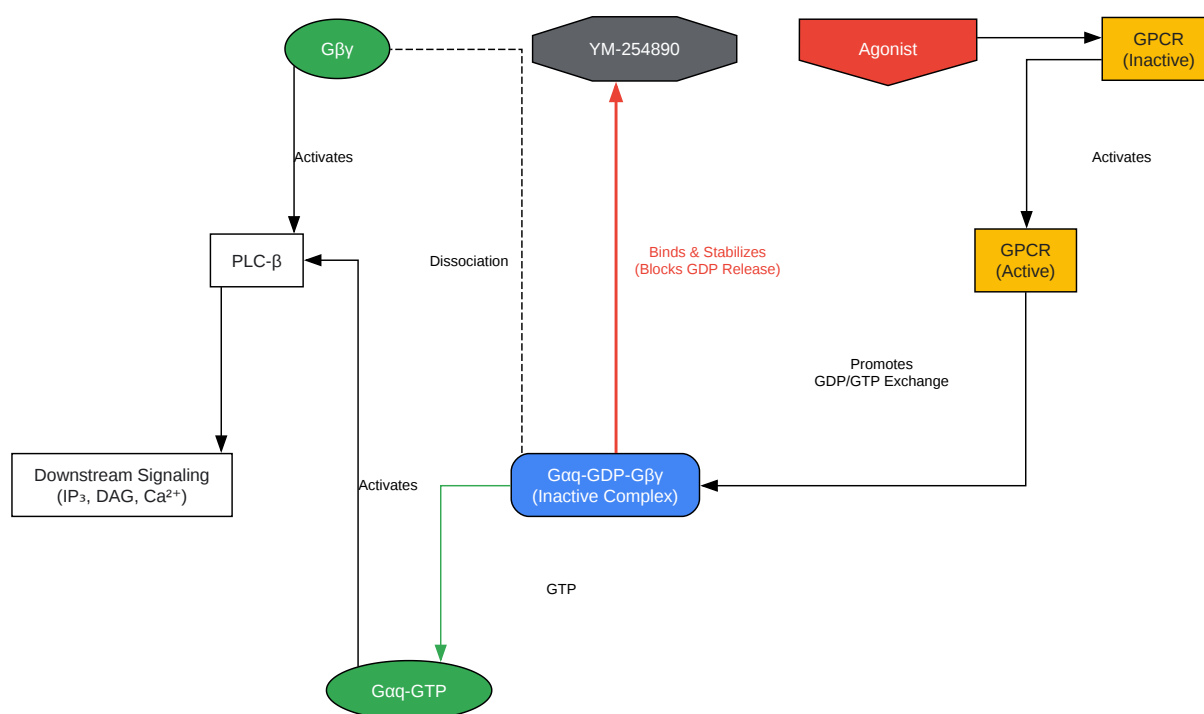 Gβγ
YM-254890
Agonist
GPCR
(Inactive)
Activates
Activates
PLC-β
Dissociation
Binds & Stabilizes
(Blocks GDP Release)
GPCR
(Active)
Promotes
GDP/GTP Exchange
Downstream Signaling
(IP₃, DAG, Ca²⁺)
Activates
Gαq-GDP-Gβγ
(Inactive Complex)
GTP
Gαq-GTP